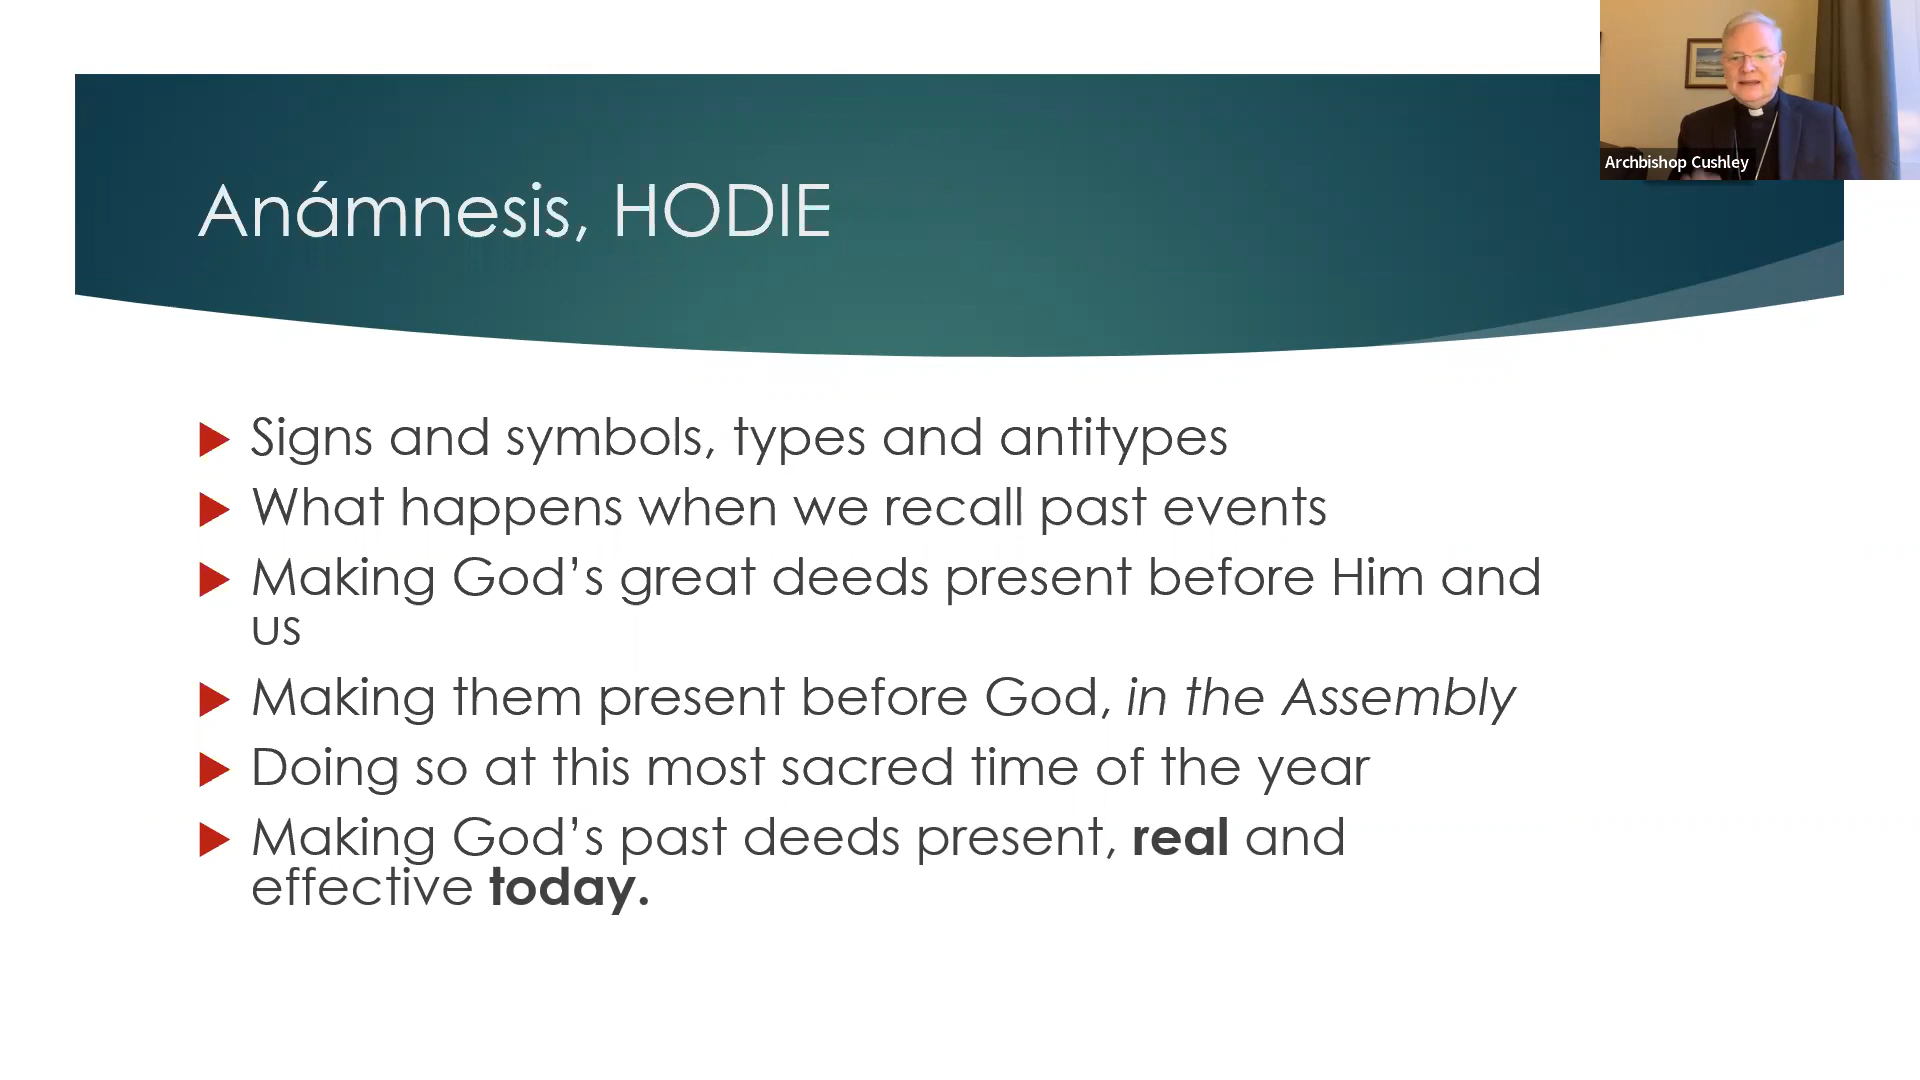 Archbishop Cushley
Anámnesis, HODIE
Signs and symbols, types and antitypes
What happens when we recall past events
Making God’s great deeds present before Him and
us
Making them present before God, in the Assembly
Doing so at this most sacred time of the year
Making God’s past deeds present, real and
effective today.